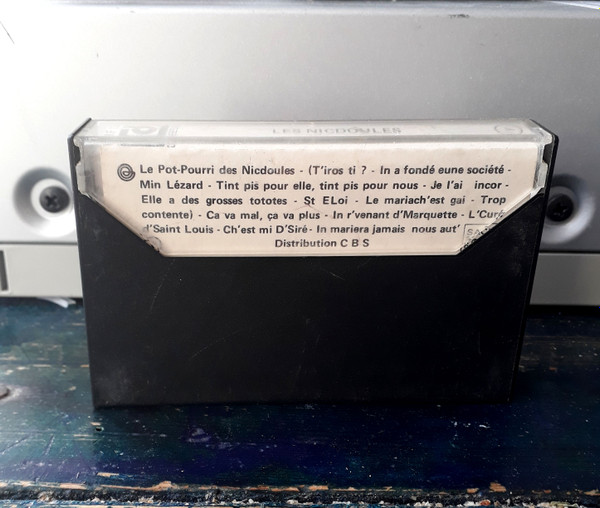 LES NICDOULES
Le Pot-Pourri des Nicdoules - (T'iros ti ? - In a fondé eune société -
Min Lézard - Tint pis pour elle, tint pis pour nous - Je l'ai incor -
Elle a des grosses tototes - St ELoi - Le mariach'est gai - Trop
contente) - Ca va mal, ça va plus - In r'venant d'Marquette - L'Curé
d'Saint Louis - Ch'est mi D'Siré - In mariera jamais nous aut'
Distribution C B S